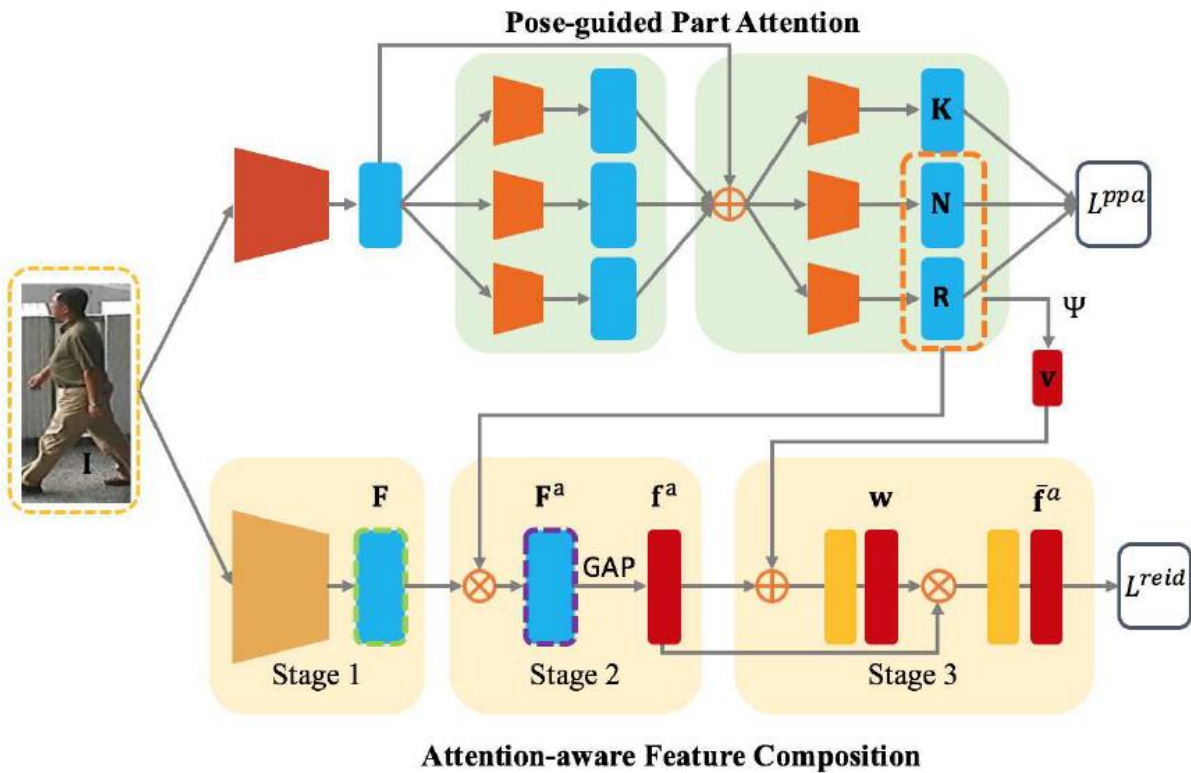 Pose-guided Part Attention
K
N
L^{ppa}
R
Ψ
v
I
F
F^a
f^a
w
f̄^a
GAP
L^{reid}
Stage 1
Stage 2
Stage 3
Attention-aware Feature Composition